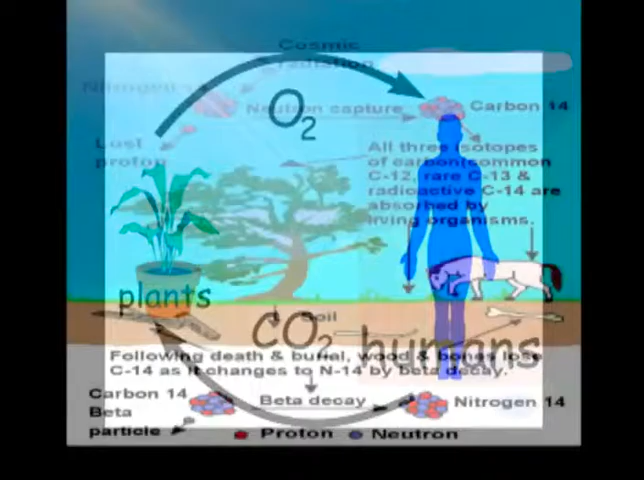 Cosmic
radiation
Nitrogen
Neutron capture
Carbon 14
O2
Lost
proton
All three isotopes
of carbon(common
C-12, rare C-13 &
radioactive C-14 are
absorbed by
living organisms.
plants
Soil
CO2
humans
Following death & burial, wood & bones lose
C-14 as it changes to N-14 by beta decay.
Carbon 14
Beta decay
Nitrogen 14
Beta
particle
Proton
Neutron